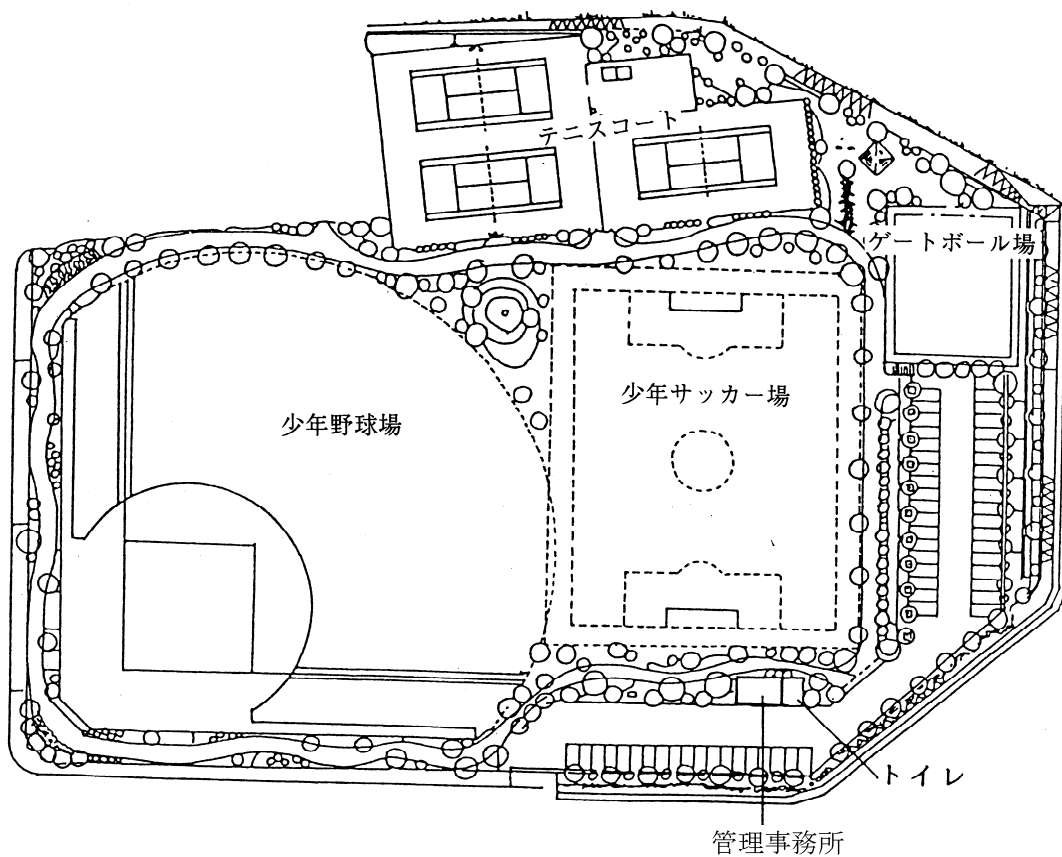 テニスコート
ゲートボール場
少年サッカー場
少年野球場
トイレ
管理事務所